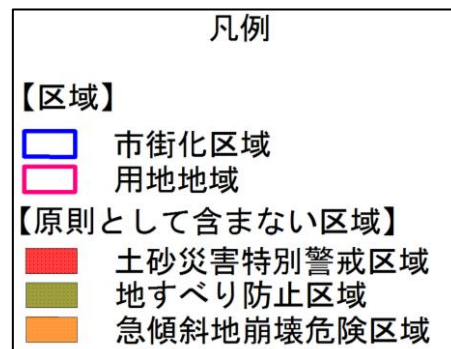 凡例
【区域】
市街化区域
用地地域
【原則として含まない区域】
土砂災害特別警戒区域
地すべり防止区域
急傾斜地崩壊危険区域